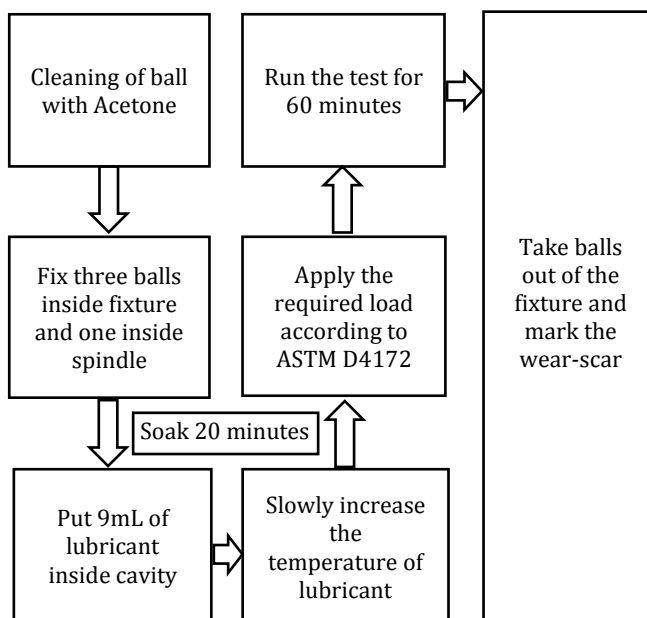 Cleaning of ball
with Acetone
Fix three balls
inside fixture
and one inside
spindle
Soak 20 minutes
Put 9mL of
lubricant
inside cavity
Slowly increase
the
temperature of
lubricant
Apply the
required load
according to
ASTM D4172
Run the test for
60 minutes
Take balls
out of the
fixture and
mark the
wear-scar